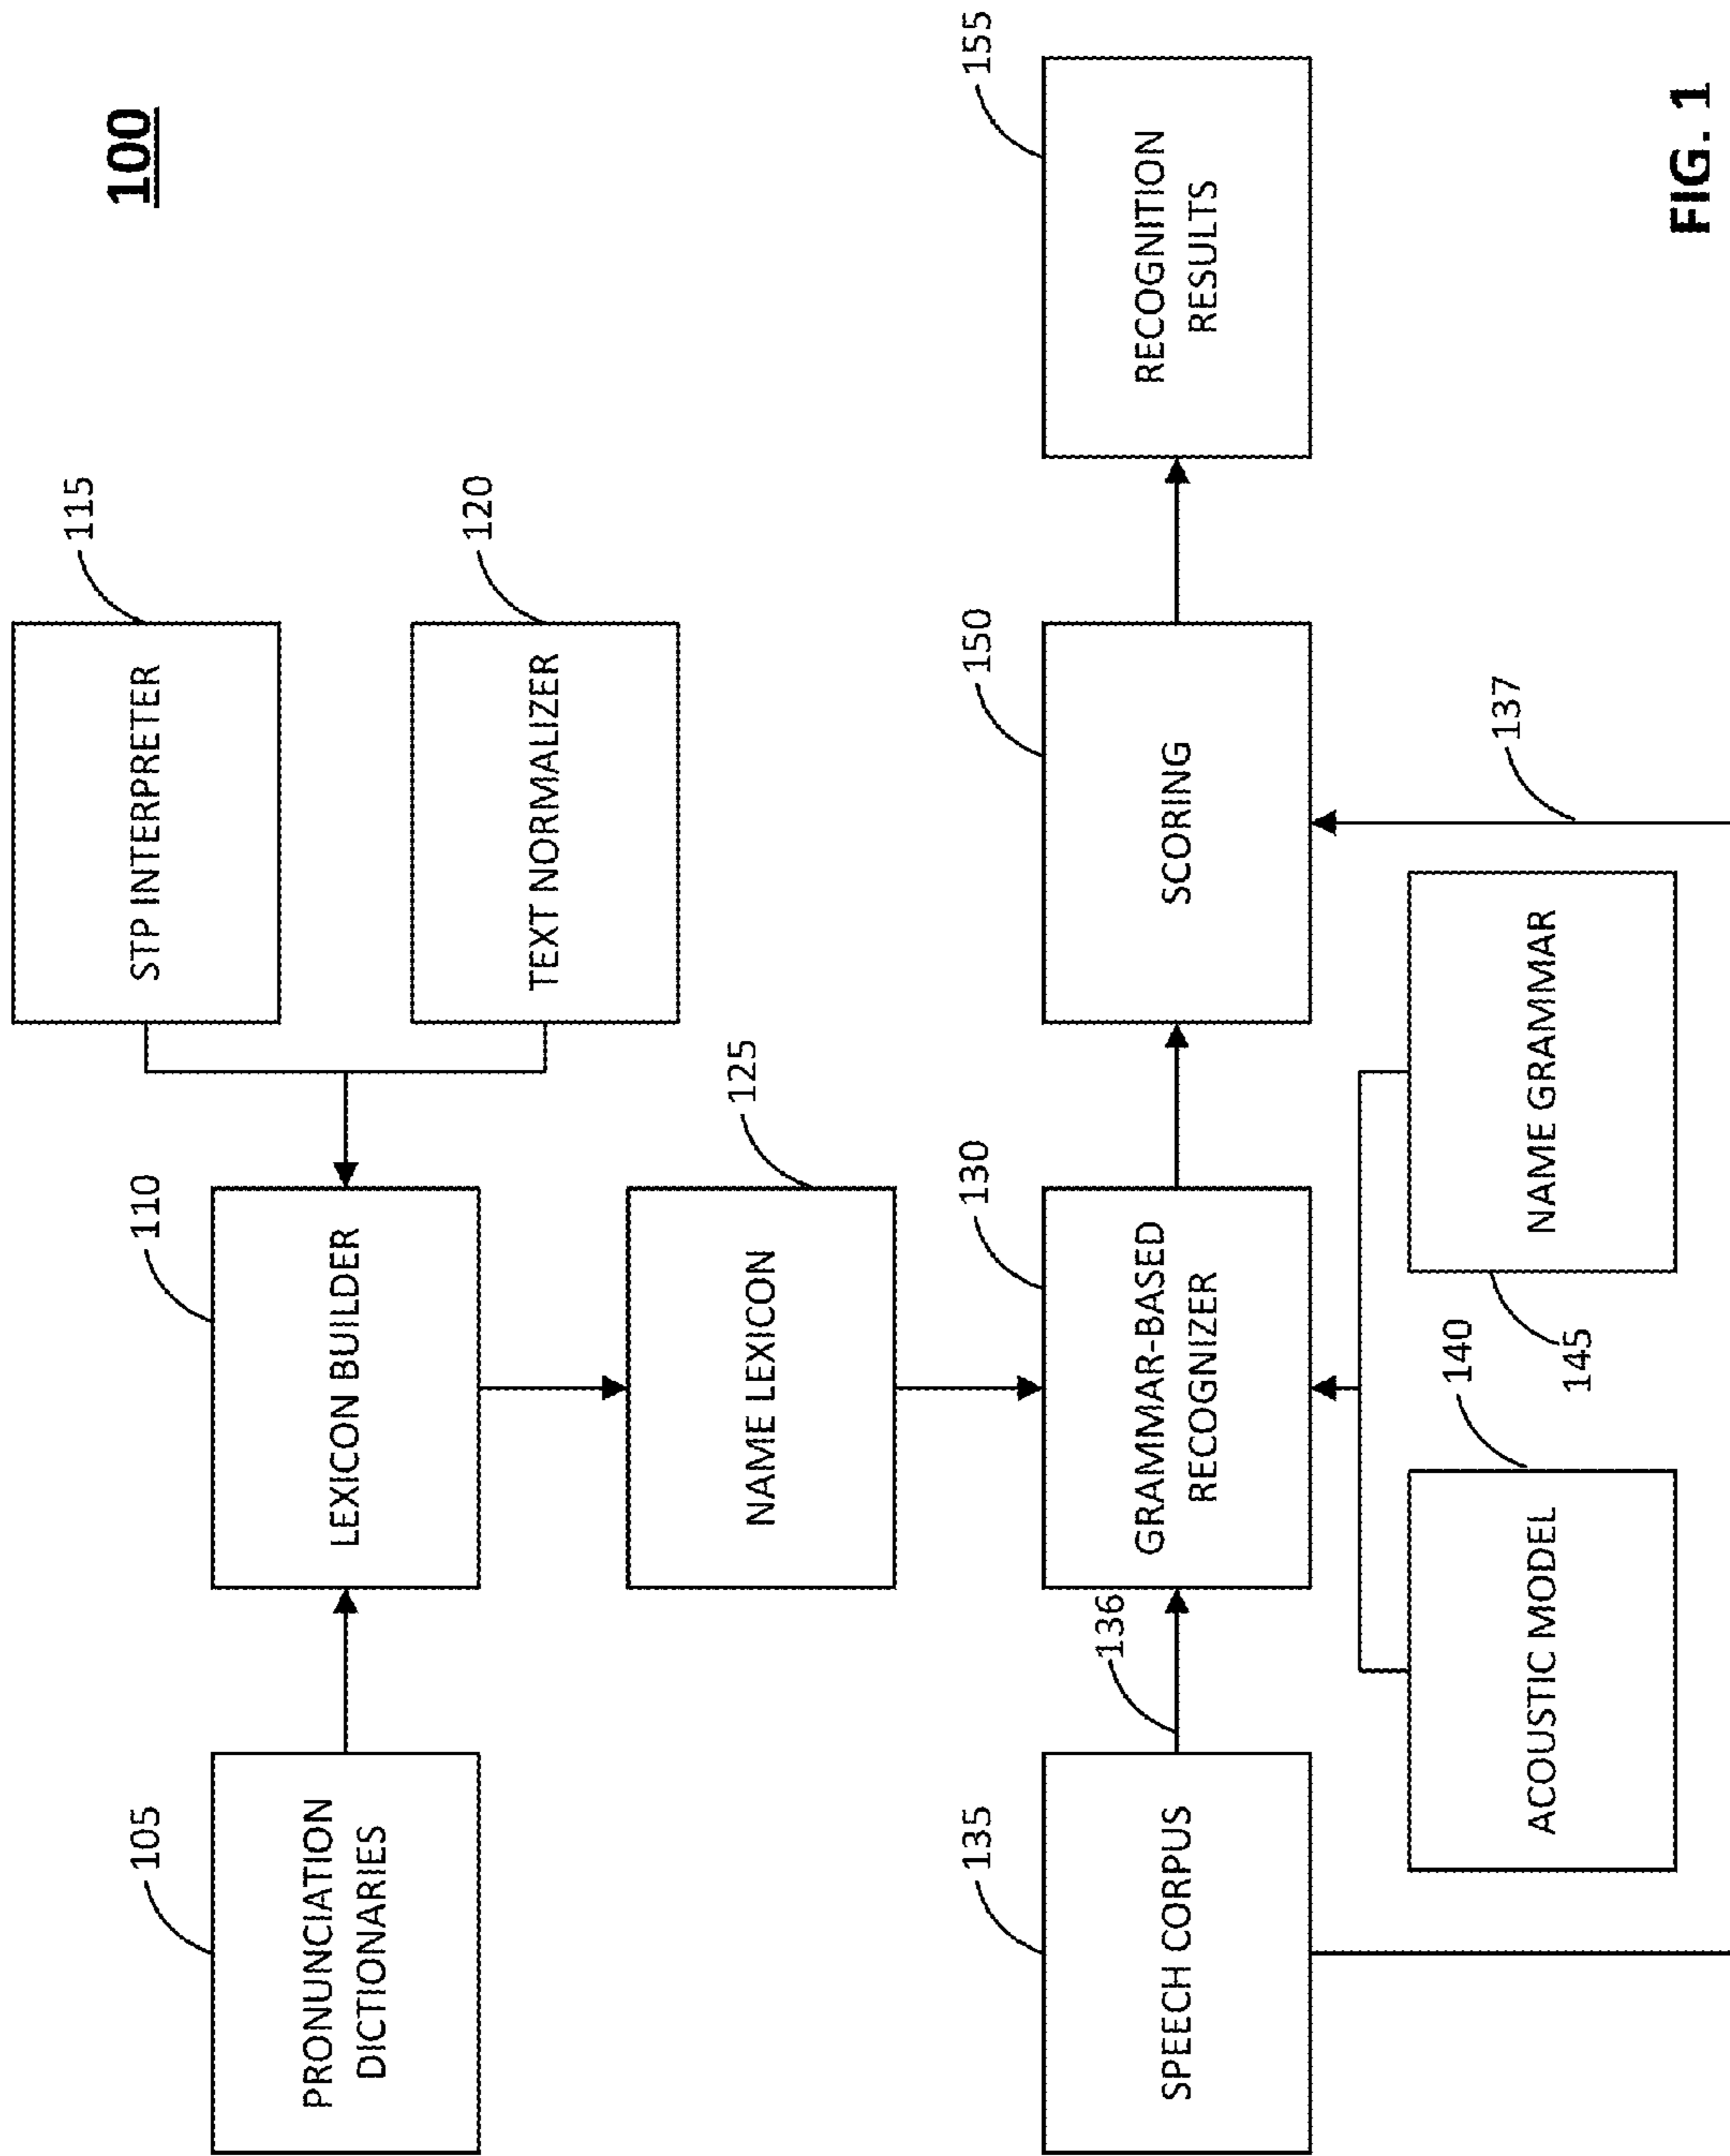 100
115
STP INTERPRETER
110
120
LEXICON BUILDER
TEXT NORMALIZER
105
PRONUNCIATION
DICTIONARIES
125
NAME LEXICON
130
GRAMMAR-BASED
RECOGNIZER
135
SPEECH CORPUS
136
150
SCORING
155
RECOGNITION
RESULTS
137
140
ACOUSTIC MODEL
145
NAME GRAMMAR
FIG. 1